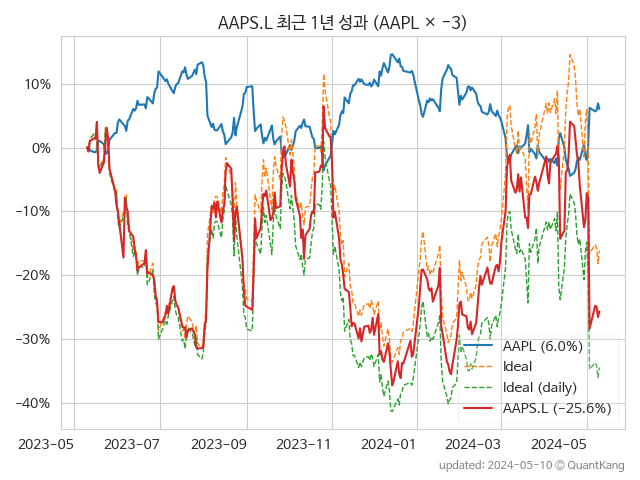 AAPS.L 최근 1년 성과 (AAPL × −3)
10%
0%
−10%
−20%
−30%
−40%
AAPL (6.0%)
Ideal
Ideal (daily)
AAPS.L (−25.6%)
2023-05 2023-07 2023-09 2023-11 2024-01 2024-03 2024-05
updated: 2024-05-10 ⓒ QuantKang